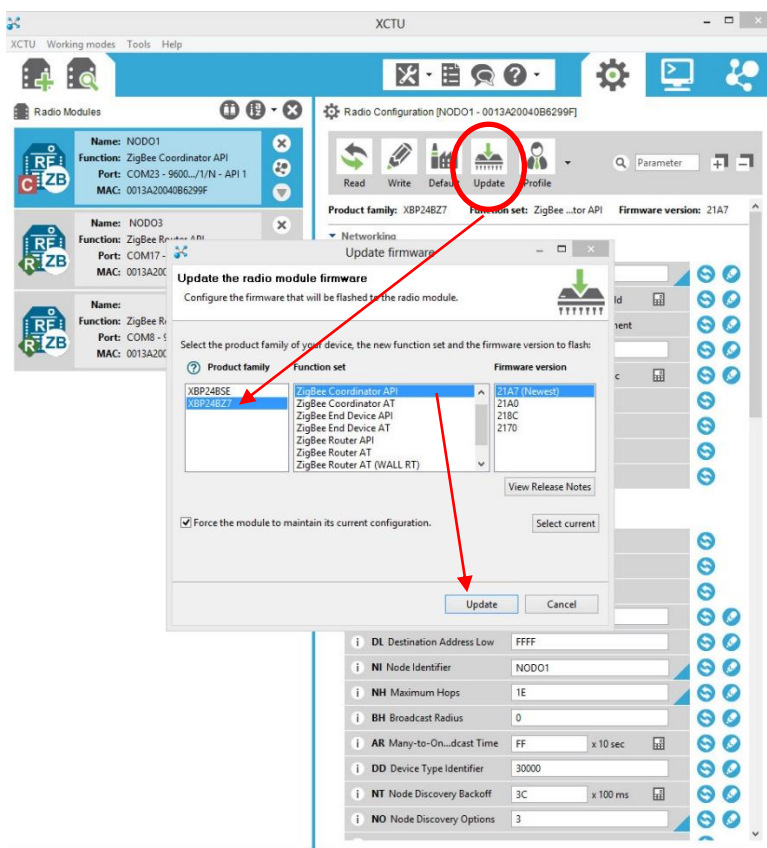 XCTU
XCTU Working modes Tools Help
Radio Modules
Name: NODO1
Function: ZigBee Coordinator API
Port: COM23 - 9600.../1/N - API 1
MAC: 0013A20040B6299F
RF
C ZB
Name: NODO3
Function: ZigBee Router API
Port: COM17 -
MAC: 0013A200
RF
R ZB
Name:
Function: ZigBee R
Port: COM8 - 9
MAC: 0013A200
RF
R ZB
Radio Configuration [NODO1 - 0013A20040B6299F]
Read Write Default Update Profile
Parameter
Product family: XBP24BZ7 Function set: ZigBee ...tor API Firmware version: 21A7
Networking
Update firmware
Update the radio module firmware
Configure the firmware that will be flashed to the radio module.
Select the product family of your device, the new function set and the firmware version to flash:
Product family Function set Firmware version
XBP24BSE ZigBee Coordinator API 21A7 (Newest)
XBP24BZ7 ZigBee Coordinator AT 21A0
ZigBee End Device API 218C
ZigBee End Device AT 2170
ZigBee Router API
ZigBee Router AT
ZigBee Router AT (WALL RT)
View Release Notes
Force the module to maintain its current configuration. Select current
Update Cancel
ld
ent
c
DL Destination Address Low FFFF
NI Node Identifier NODO1
NH Maximum Hops 1E
BH Broadcast Radius 0
AR Many-to-On...dcast Time FF x 10 sec
DD Device Type Identifier 30000
NT Node Discovery Backoff 3C x 100 ms
NO Node Discovery Options 3